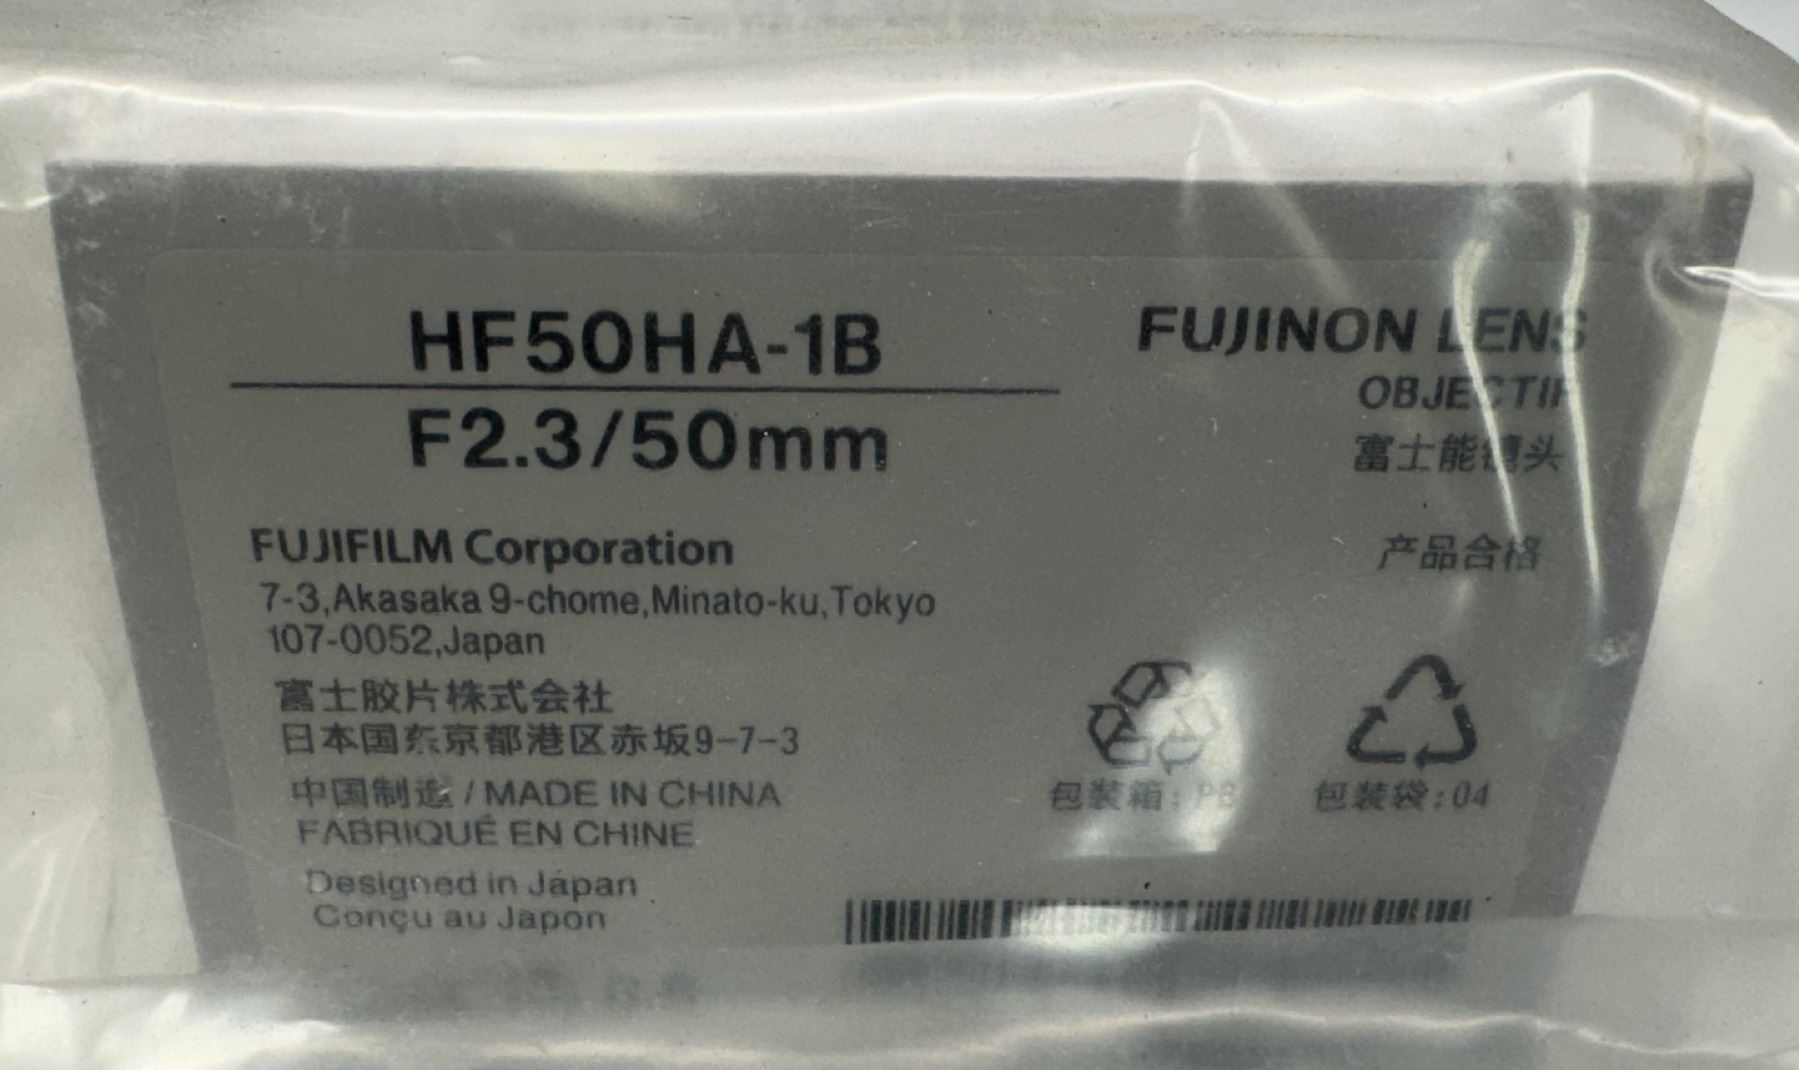 HF50HA-1B
F2.3/50mm
FUJINON LENS
OBJECTIF
富士能镜头
产品合格
FUJIFILM Corporation
7-3,Akasaka 9-chome,Minato-ku,Tokyo
107-0052,Japan
富士胶片株式会社
日本国东京都港区赤坂9-7-3
中国制造 / MADE IN CHINA
FABRIQUÉ EN CHINE
Designed in Japan
Conçu au Japon
包装箱:
包装袋:04